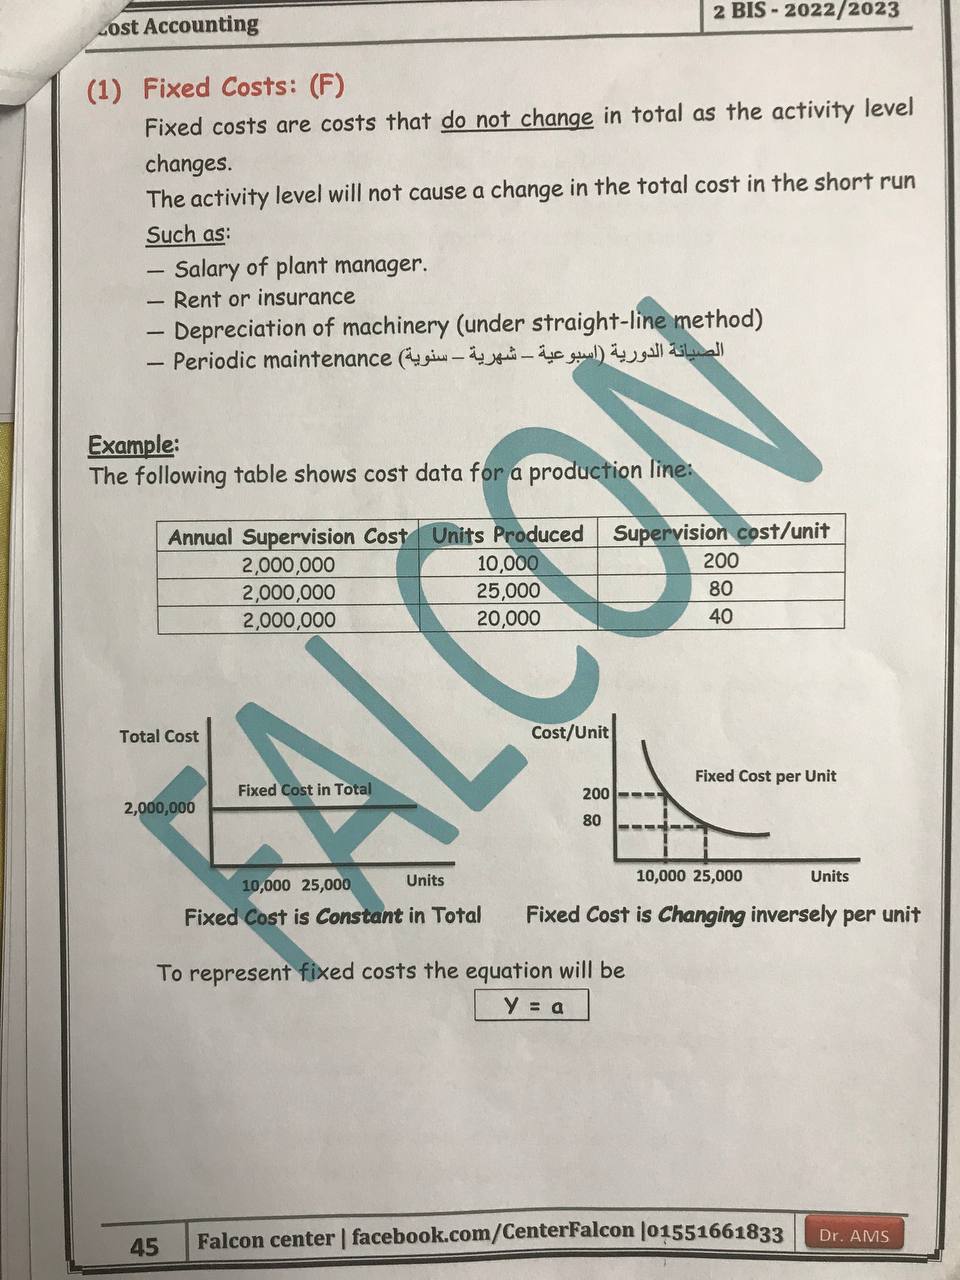 Cost Accounting
2 BIS - 2022/2023
(1) Fixed Costs: (F)
Fixed costs are costs that do not change in total as the activity level
changes.
The activity level will not cause a change in the total cost in the short run
Such as:
— Salary of plant manager.
— Rent or insurance
— Depreciation of machinery (under straight-line method)
— Periodic maintenance الصيانة الدورية (اسبوعية – شهرية – سنوية)
Example:
The following table shows cost data for a production line:
Annual Supervision Cost Units Produced Supervision cost/unit
2,000,000 10,000 200
2,000,000 25,000 80
2,000,000 20,000 40
FALCON
Total Cost
Fixed Cost in Total
2,000,000
10,000 25,000 Units
Fixed Cost is Constant in Total
Cost/Unit
Fixed Cost per Unit
200
80
10,000 25,000 Units
Fixed Cost is Changing inversely per unit
To represent fixed costs the equation will be
Y = a
45
Falcon center | facebook.com/CenterFalcon |01551661833
Dr. AMS